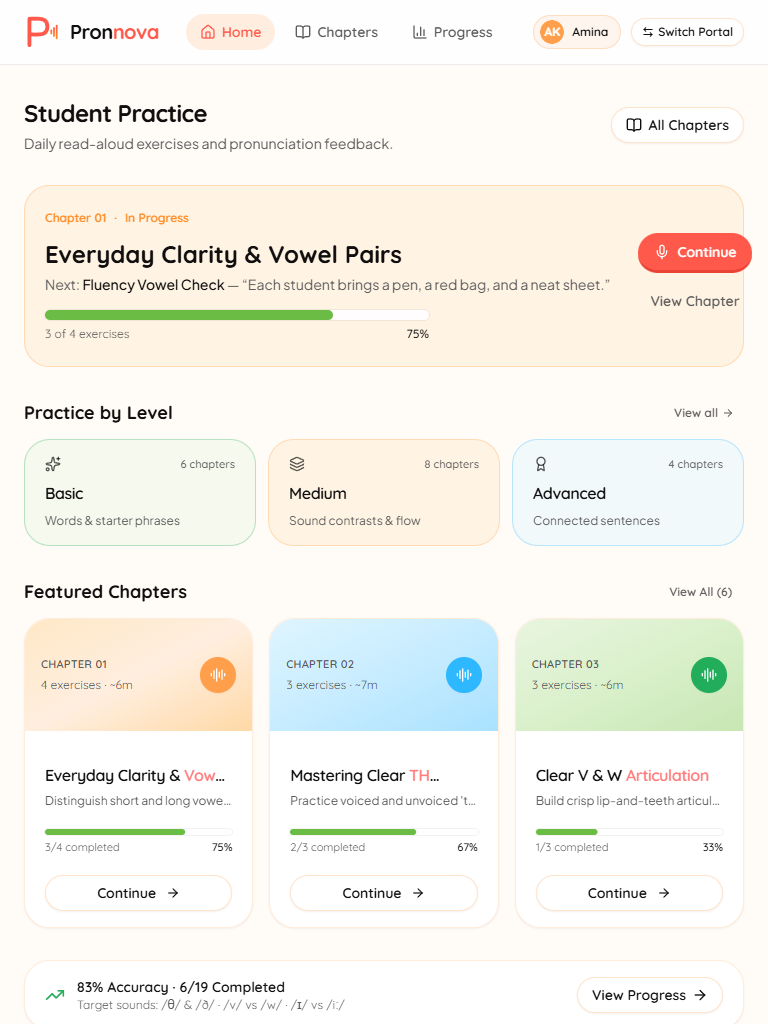 Pronnova
Home
Chapters
Progress
AK Amina
Switch Portal
Student Practice
Daily read-aloud exercises and pronunciation feedback.
All Chapters
Chapter 01 · In Progress
Everyday Clarity & Vowel Pairs
Next: Fluency Vowel Check — “Each student brings a pen, a red bag, and a neat sheet.”
3 of 4 exercises 75%
Continue
View Chapter
Practice by Level
View all →
6 chapters
Basic
Words & starter phrases
8 chapters
Medium
Sound contrasts & flow
4 chapters
Advanced
Connected sentences
Featured Chapters
View All (6)
CHAPTER 01
4 exercises · ~6m
Everyday Clarity & Vow...
Distinguish short and long vowe...
3/4 completed 75%
Continue →
CHAPTER 02
3 exercises · ~7m
Mastering Clear TH...
Practice voiced and unvoiced 't...
2/3 completed 67%
Continue →
CHAPTER 03
3 exercises · ~6m
Clear V & W Articulation
Build crisp lip-and-teeth articul...
1/3 completed 33%
Continue →
83% Accuracy · 6/19 Completed
Target sounds: /θ/ & /ð/ · /v/ vs /w/ · /ɪ/ vs /iː/
View Progress →